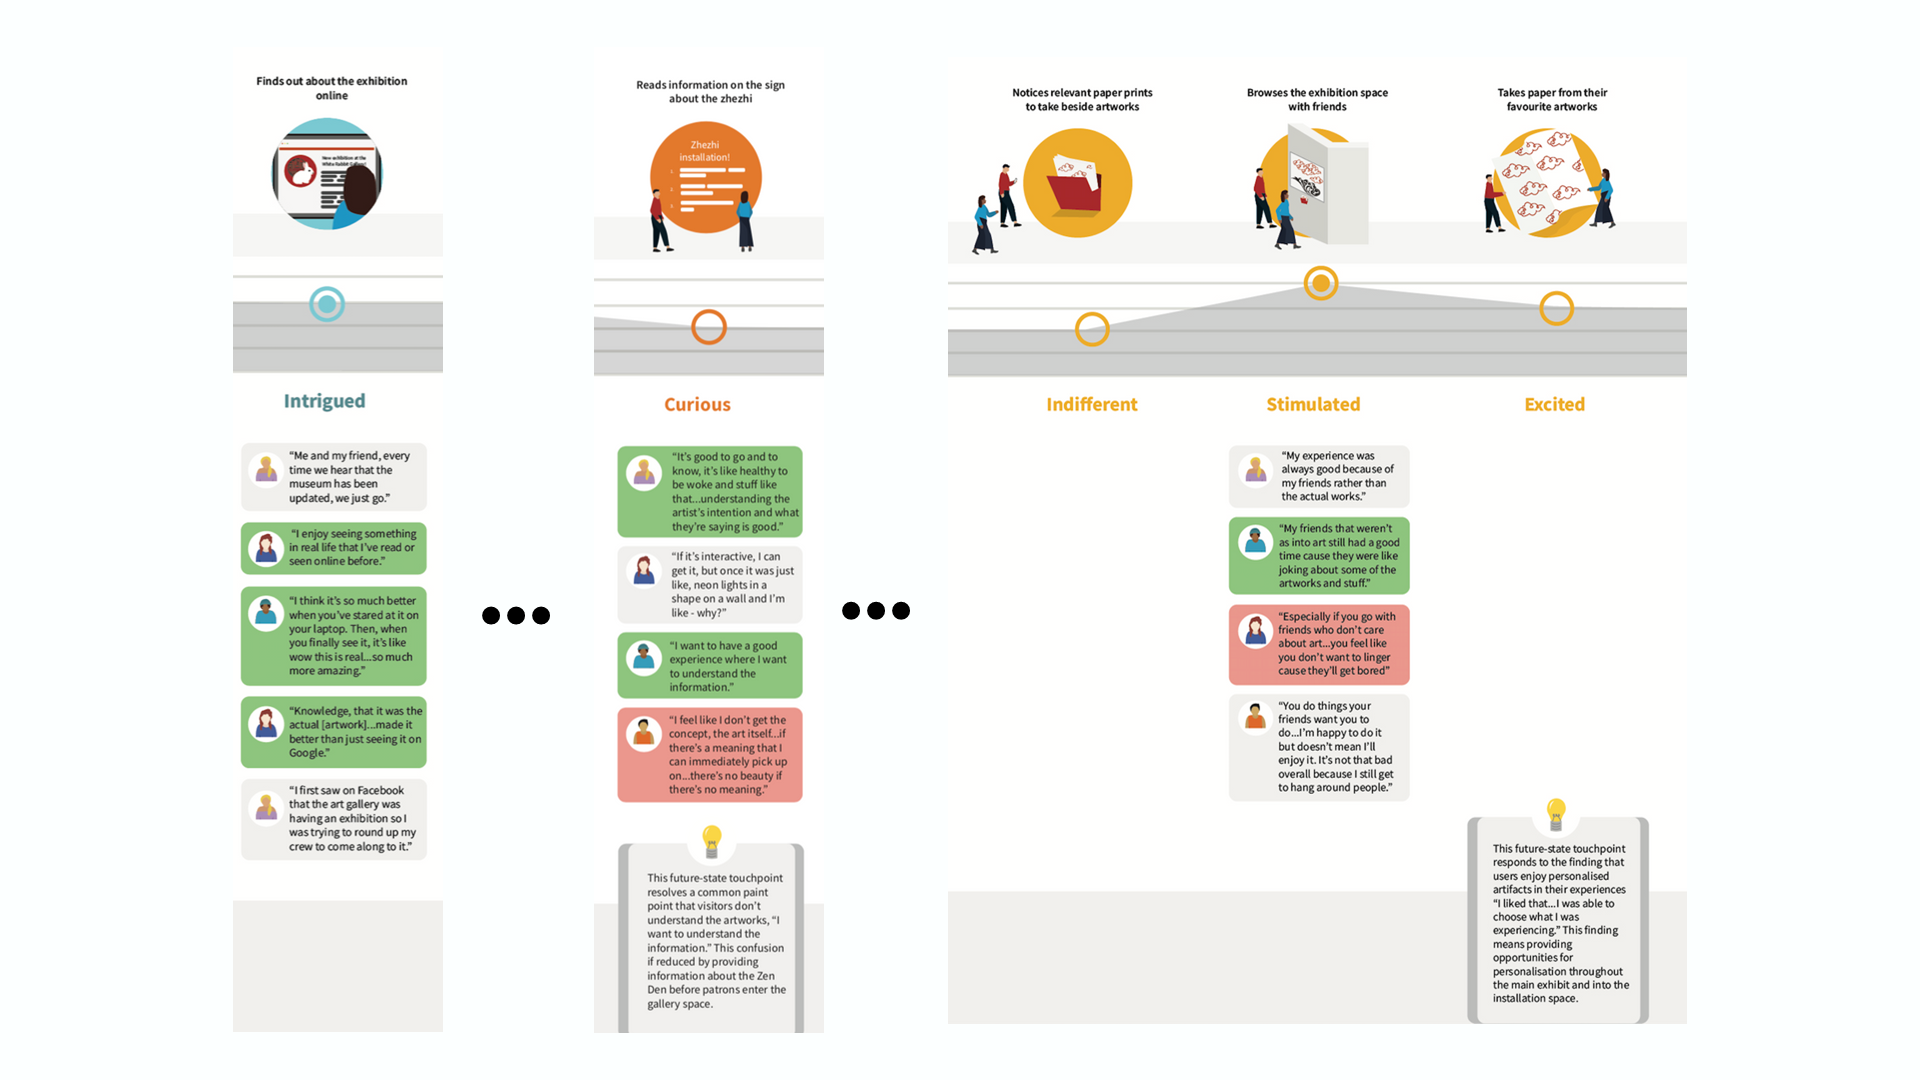 Finds out about the exhibition
online
New exhibition at the
White Rabbit Gallery!
Intrigued
“Me and my friend, every
time we hear that the
museum has been
updated, we just go.”
“I enjoy seeing something
in real life that I’ve read or
seen online before.”
“I think it’s so much better
when you’ve stared at it on
your laptop. Then, when
you finally see it, it’s like
wow this is real...so much
more amazing.”
“Knowledge, that it was the
actual [artwork]...made it
better than just seeing it on
Google.”
“I first saw on Facebook
that the art gallery was
having an exhibition so I
was trying to round up my
crew to come along to it.”
Reads information on the sign
about the zhezhi
Zhezhi
installation!
Curious
“It’s good to go and to
know, it’s like healthy to
be woke and stuff like
that...understanding the
artist’s intention and what
they’re saying is good.”
“If it’s interactive, I can
get it, but once it was just
like, neon lights in a
shape on a wall and I’m
like - why?”
“I want to have a good
experience where I want
to understand the
information.”
“I feel like I don’t get the
concept, the art itself...if
there’s a meaning that I
can immediately pick up
on...there’s no beauty if
there’s no meaning.”
This future-state touchpoint
resolves a common paint
point that visitors don’t
understand the artworks, “I
want to understand the
information.” This confusion
if reduced by providing
information about the Zen
Den before patrons enter the
gallery space.
Notices relevant paper prints
to take beside artworks
Indifferent
Browses the exhibition space
with friends
Stimulated
“My experience was
always good because of
my friends rather than
the actual works.”
“My friends that weren’t
as into art still had a good
time cause they were like
joking about some of the
artworks and stuff.”
“Especially if you go with
friends who don’t care
about art...you feel like
you don’t want to linger
cause they’ll get bored”
“You do things your
friends want you to
do...I’m happy to do it
but doesn’t mean I’ll
enjoy it. It’s not that bad
overall because I still get
to hang around people.”
Takes paper from their
favourite artworks
Excited
This future-state touchpoint
responds to the finding that
users enjoy personalised
artifacts in their experiences
“I liked that...I was able to
choose what I was
experiencing.” This finding
means providing
opportunities for
personalisation throughout
the main exhibit and into the
installation space.